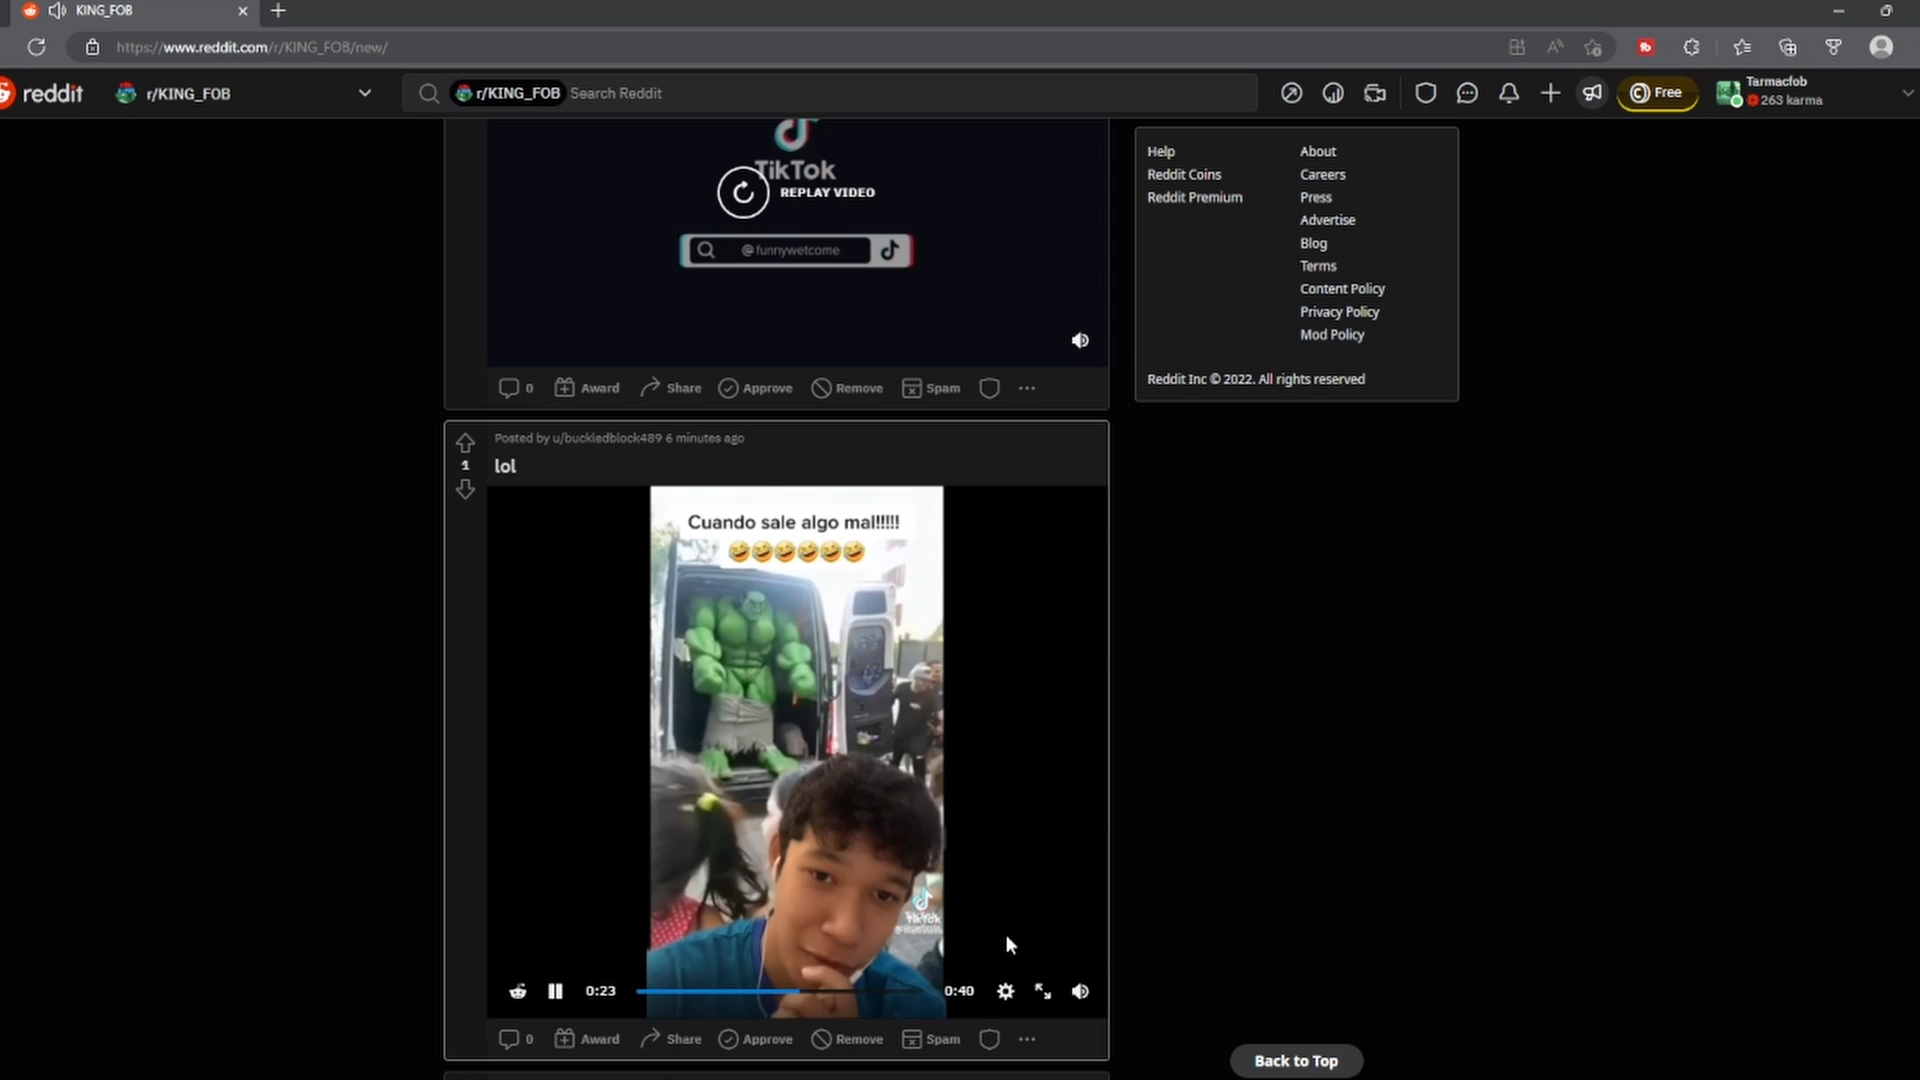 KING_FOB
https://www.reddit.com/r/KING_FOB/new/
reddit
r/KING_FOB
r/KING_FOB Search Reddit
Free
Tarmacfob
263 karma
TikTok
REPLAY VIDEO
@funnywetcome
0 Award Share Approve Remove Spam
Help
Reddit Coins
Reddit Premium
About
Careers
Press
Advertise
Blog
Terms
Content Policy
Privacy Policy
Mod Policy
Reddit Inc © 2022. All rights reserved
Posted by u/buckledblock489 6 minutes ago
1
lol
Cuando sale algo mal!!!!!
🤣🤣🤣🤣🤣🤣
TikTok
0:23
0:40
0 Award Share Approve Remove Spam
Back to Top